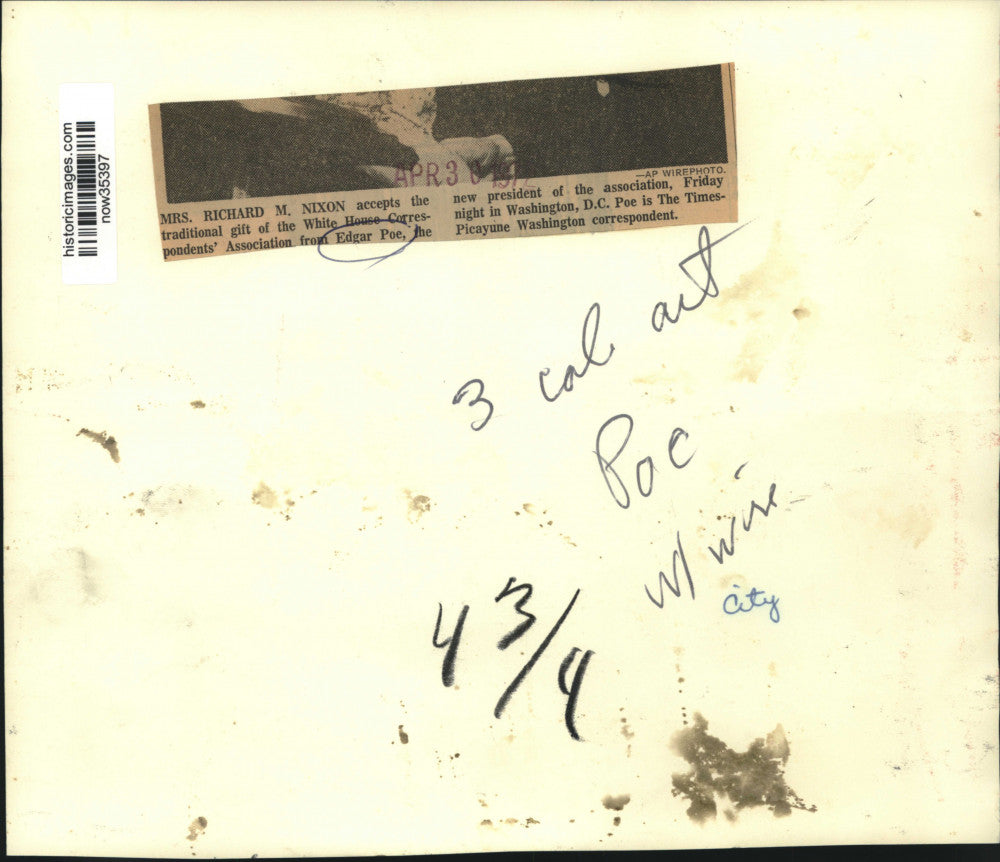 historicimages.com
now35397
—AP WIREPHOTO.
APR 3 0 197
MRS. RICHARD M. NIXON accepts the
traditional gift of the White House Corres-
pondents' Association from Edgar Poe, the
new president of the association, Friday
night in Washington, D.C. Poe is The Times-
Picayune Washington correspondent.
3 col art
Poe
w/ wire
City
4 3/4